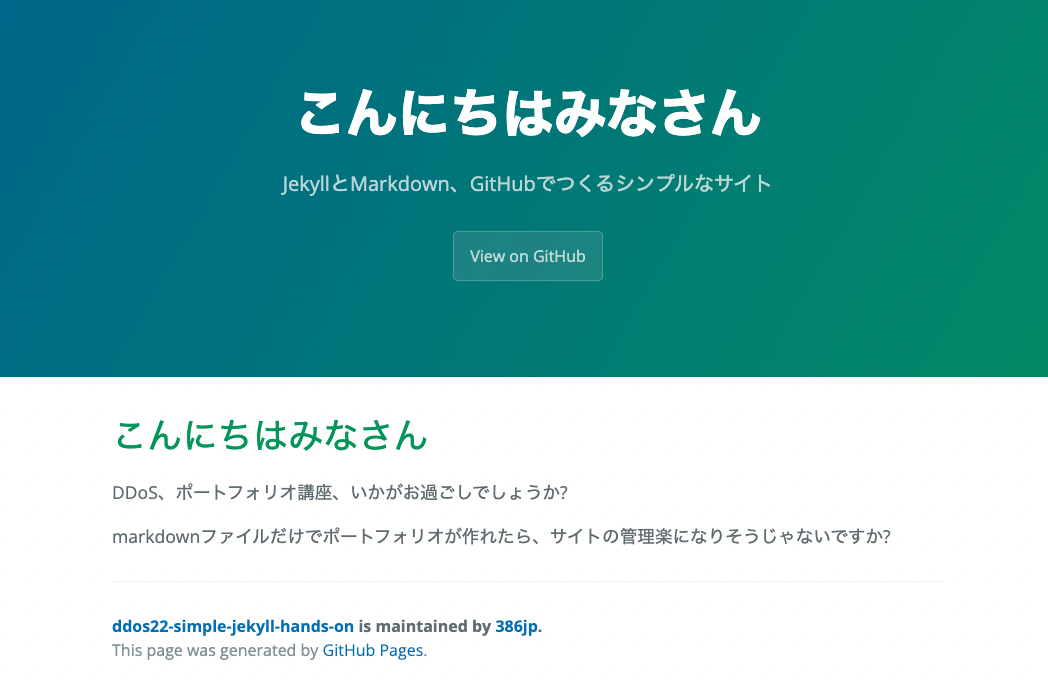 こんにちはみなさん
JekyllとMarkdown、GitHubでつくるシンプルなサイト
View on GitHub
こんにちはみなさん
DDoS、ポートフォリオ講座、いかがお過ごしでしょうか?
markdownファイルだけでポートフォリオが作れたら、サイトの管理楽になりそうじゃないですか?
ddos22-simple-jekyll-hands-on is maintained by 386jp.
This page was generated by GitHub Pages.